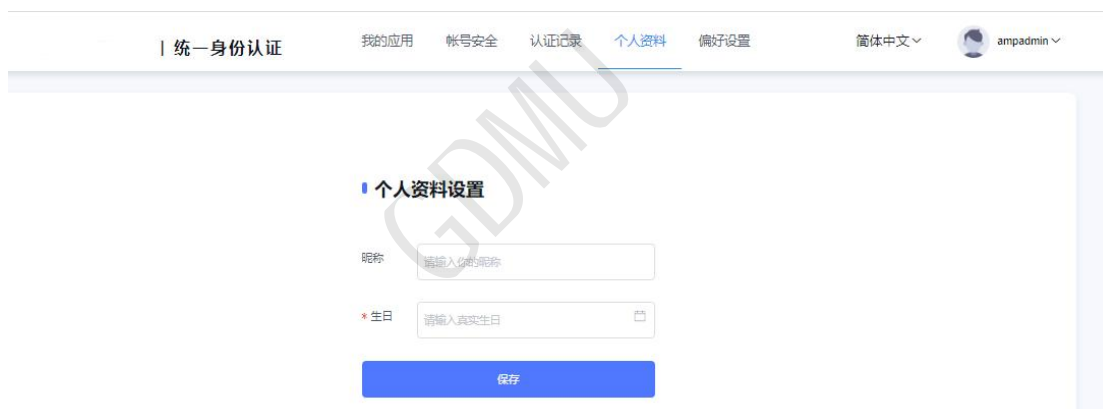 | 统一身份认证 我的应用 帐号安全 认证记录 个人资料 偏好设置 简体中文 ampadmin
GDMU
个人资料设置
昵称 请输入你的昵称
* 生日 请输入真实生日
保存